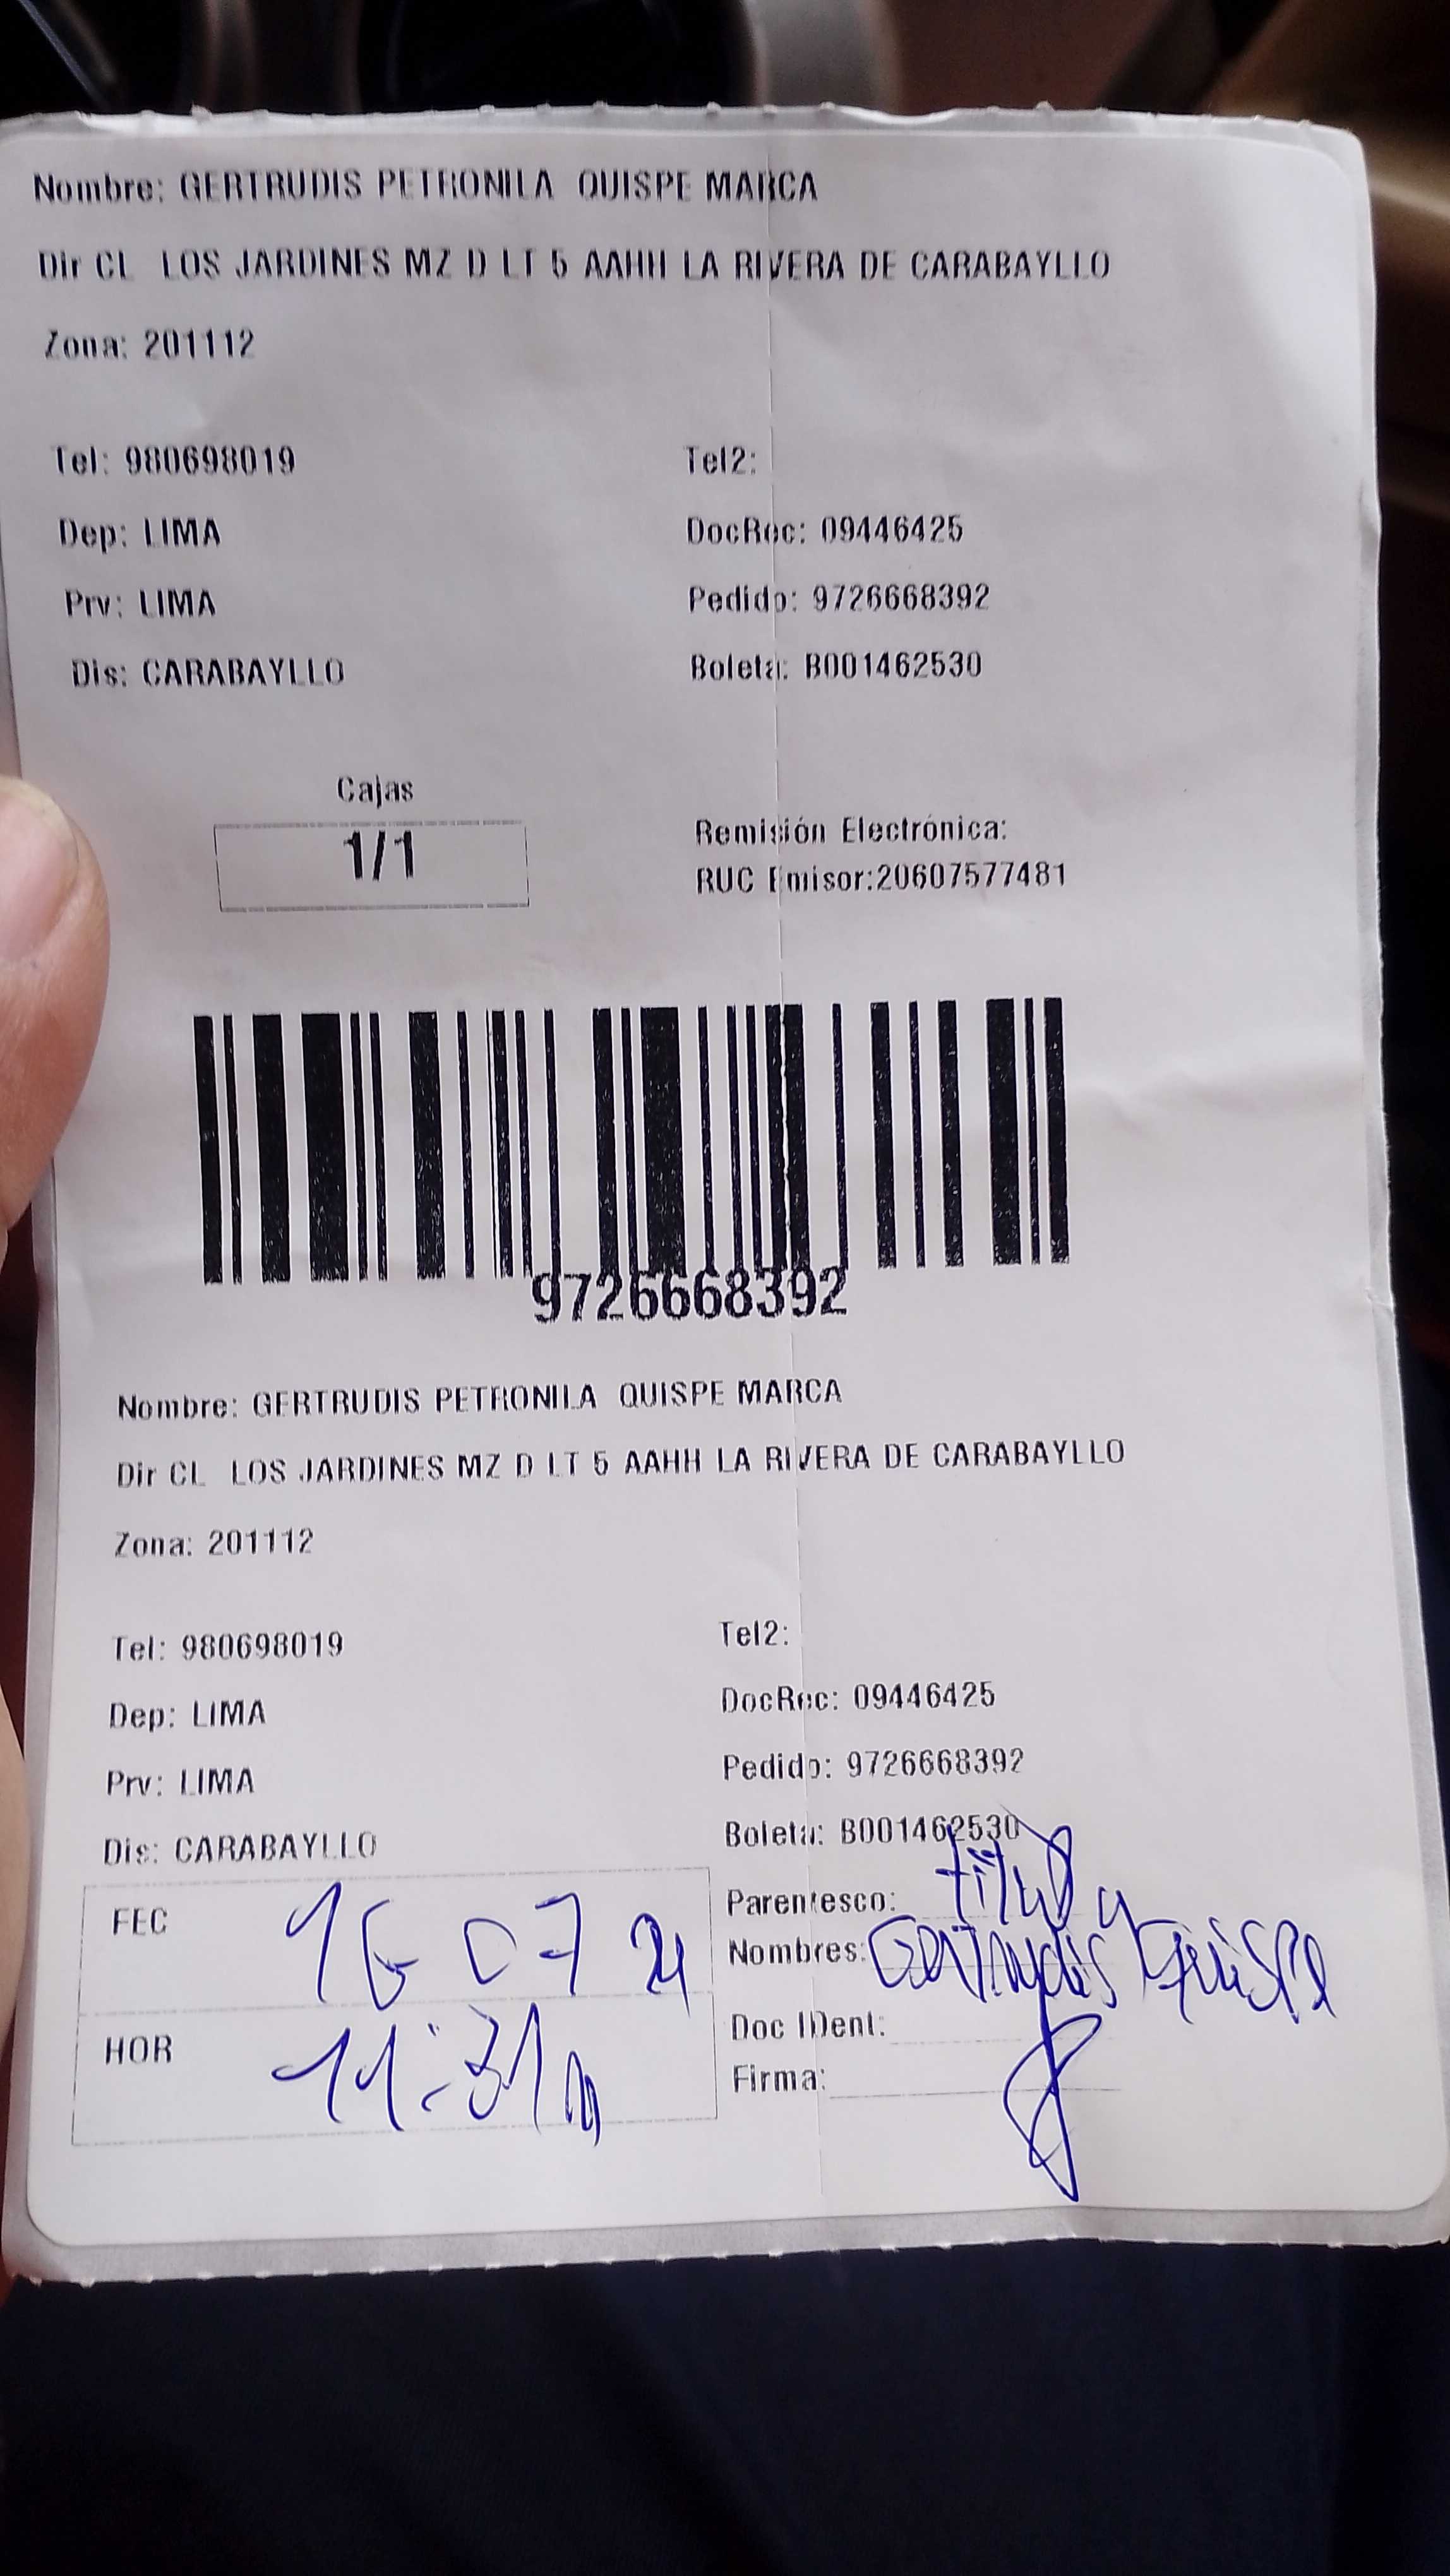 Nombre: GERTRUDIS PETRONILA QUISPE MARCA
Dir CL LOS JARDINES MZ D LT 5 AAHH LA RIVERA DE CARABAYLLO
Zona: 201112
Tel: 980698019 Tel2:
Dep: LIMA DocRec: 09446425
Prv: LIMA Pedido: 9726668392
Dis: CARABAYLLO Boleta: B001462530
Cajas
1/1
Remisión Electrónica:
RUC Emisor:20607577481
9726668392
Nombre: GERTRUDIS PETRONILA QUISPE MARCA
Dir CL LOS JARDINES MZ D LT 5 AAHH LA RIVERA DE CARABAYLLO
Zona: 201112
Tel: 980698019 Tel2:
Dep: LIMA DocRec: 09446425
Prv: LIMA Pedido: 9726668392
Dis: CARABAYLLO Boleta: B001462530
FEC 16 07 21
HOR 11:31
Parentesco:
Nombres: Gertrudis Quispe
Doc IDent:
Firma: